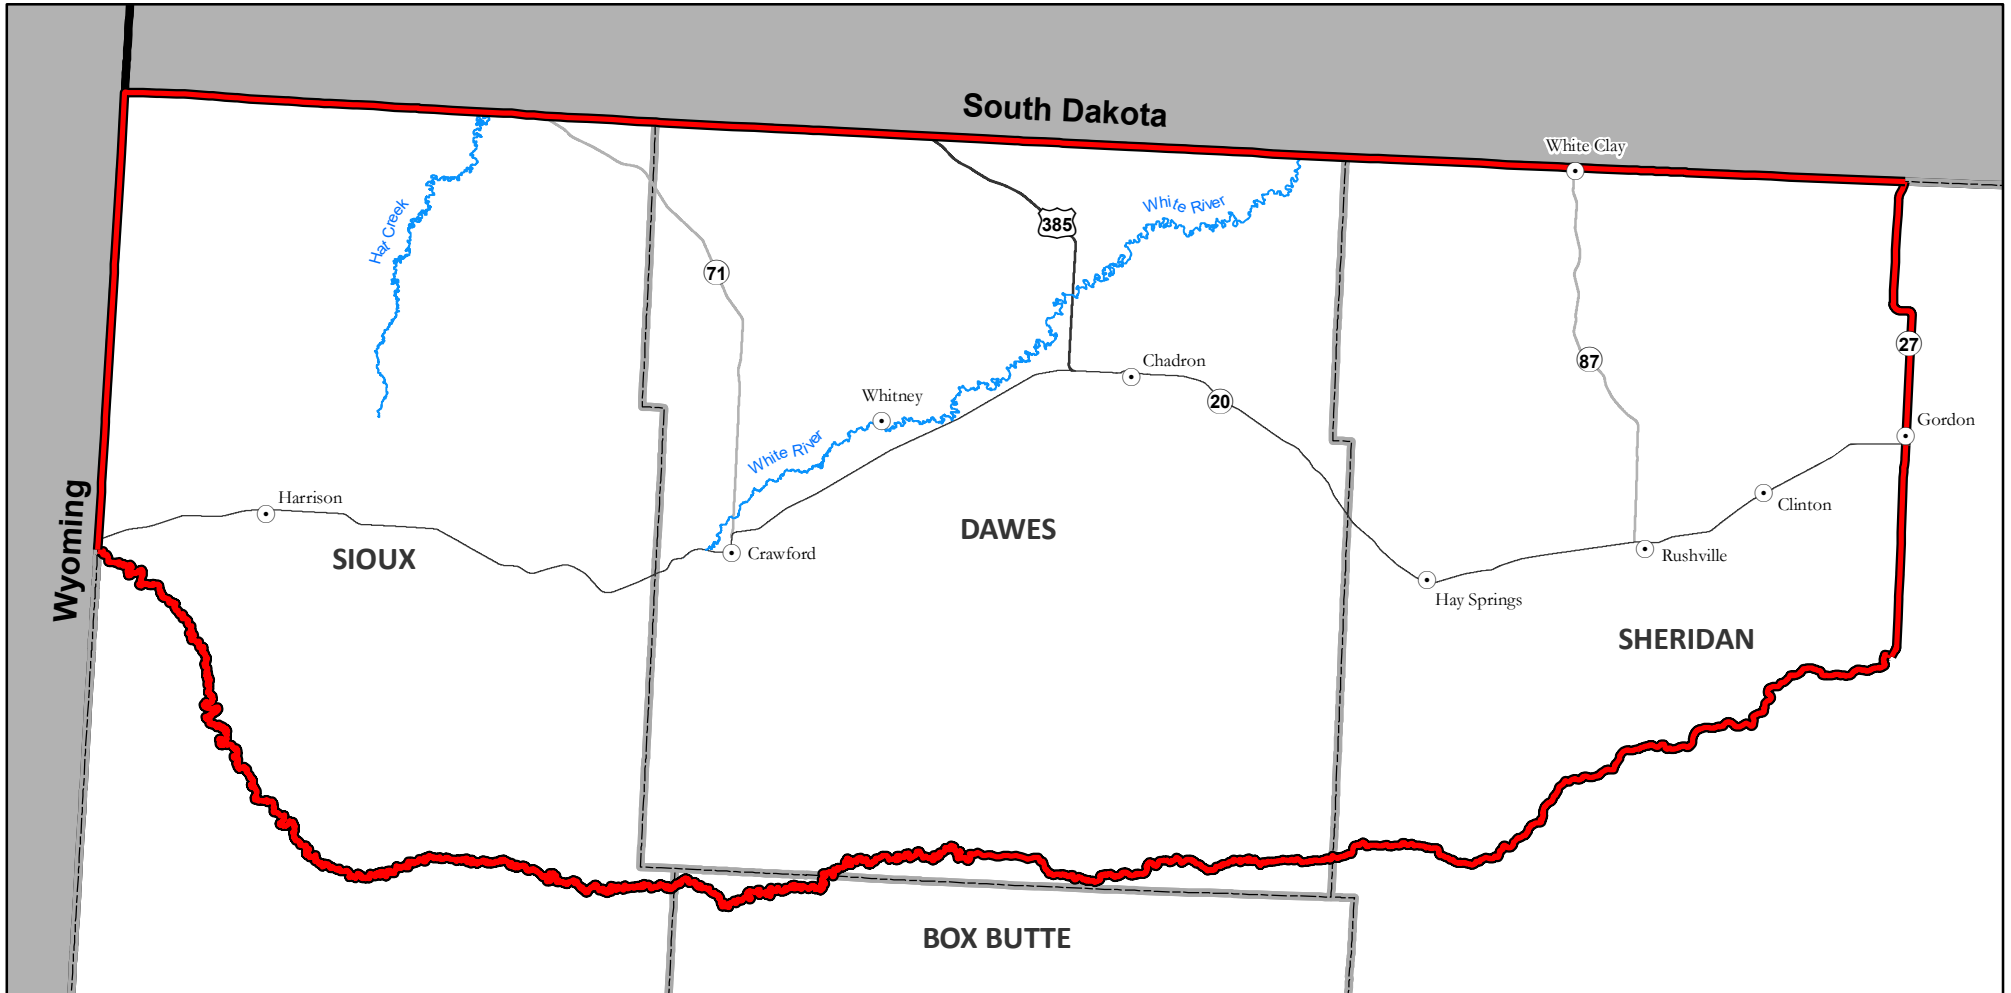 South Dakota
White Clay
White River
Hat Creek
385
71
27
Chadron
87
Whitney
20
Gordon
White River
Harrison
Clinton
Wyoming
DAWES
SIOUX
Crawford
Rushville
Hay Springs
SHERIDAN
BOX BUTTE